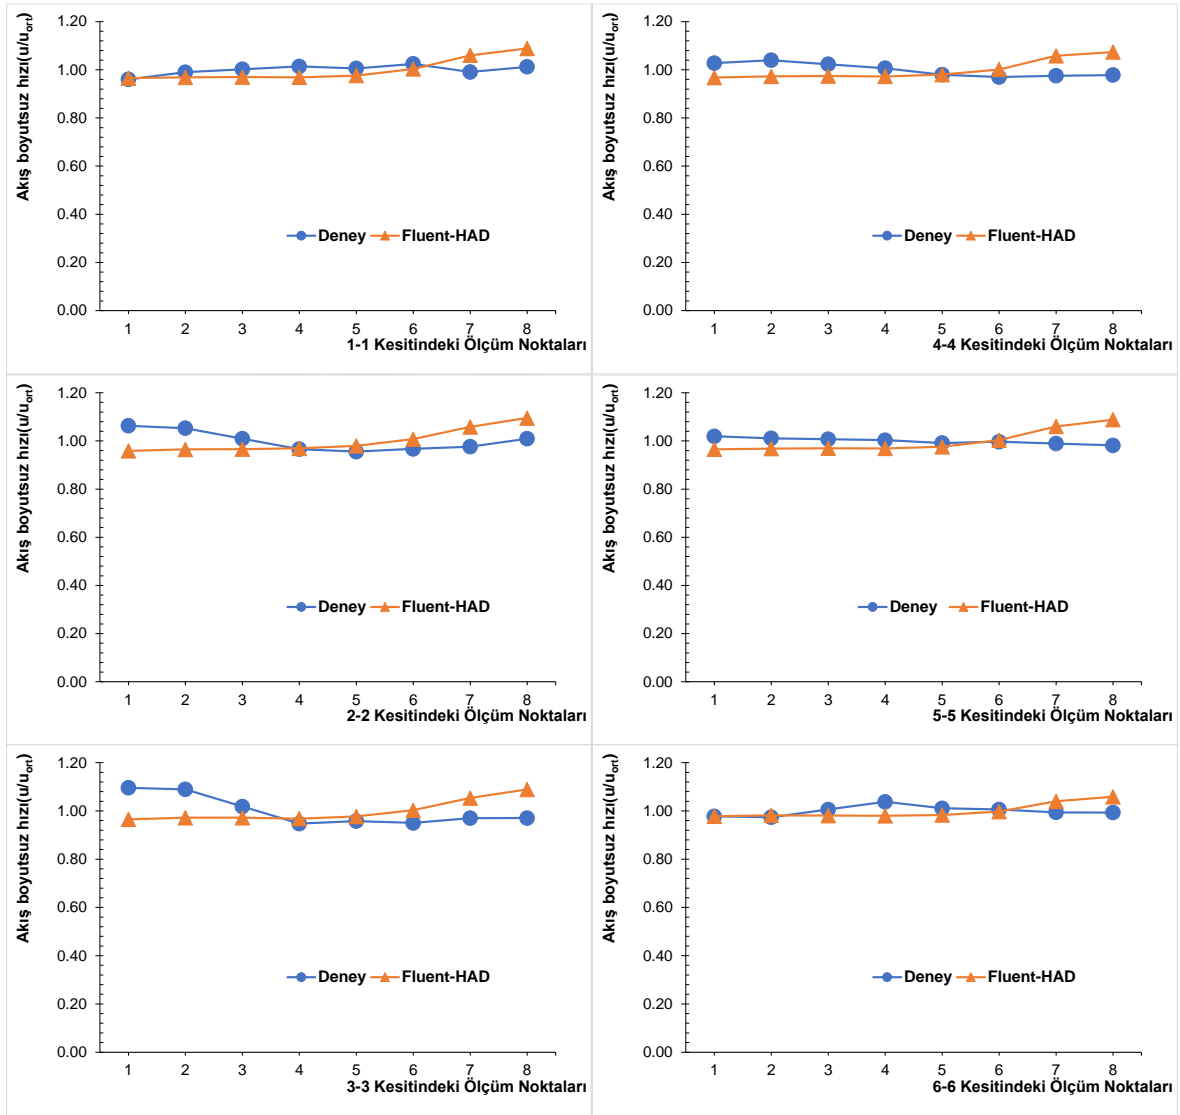 Akış boyutsuz hızı(u/uort)
1.20
1.00
0.80
0.60
0.40
0.20
0.00
Deney Fluent-HAD
1 2 3 4 5 6 7 8
1-1 Kesitindeki Ölçüm Noktaları
Akış boyutsuz hızı(u/uort)
1.20
1.00
0.80
0.60
0.40
0.20
0.00
Deney Fluent-HAD
1 2 3 4 5 6 7 8
4-4 Kesitindeki Ölçüm Noktaları
Akış boyutsuz hızı(u/uort)
1.20
1.00
0.80
0.60
0.40
0.20
0.00
Deney Fluent-HAD
1 2 3 4 5 6 7 8
2-2 Kesitindeki Ölçüm Noktaları
Akış boyutsuz hızı(u/uort)
1.20
1.00
0.80
0.60
0.40
0.20
0.00
Deney Fluent-HAD
1 2 3 4 5 6 7 8
5-5 Kesitindeki Ölçüm Noktaları
Akış boyutsuz hızı(u/uort)
1.20
1.00
0.80
0.60
0.40
0.20
0.00
Deney Fluent-HAD
1 2 3 4 5 6 7 8
3-3 Kesitindeki Ölçüm Noktaları
Akış boyutsuz hızı(u/uort)
1.20
1.00
0.80
0.60
0.40
0.20
0.00
Deney Fluent-HAD
1 2 3 4 5 6 7 8
6-6 Kesitindeki Ölçüm Noktaları